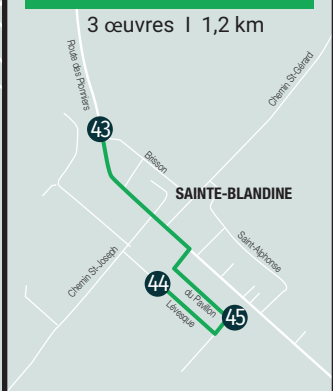 3 œuvres I 1,2 km
Route des Pionniers
Chemin St-Gérard
43
Brisson
SAINTE-BLANDINE
Saint-Alphonse
Chemin St-Joseph
44
du Pavillon
Lévesque
45